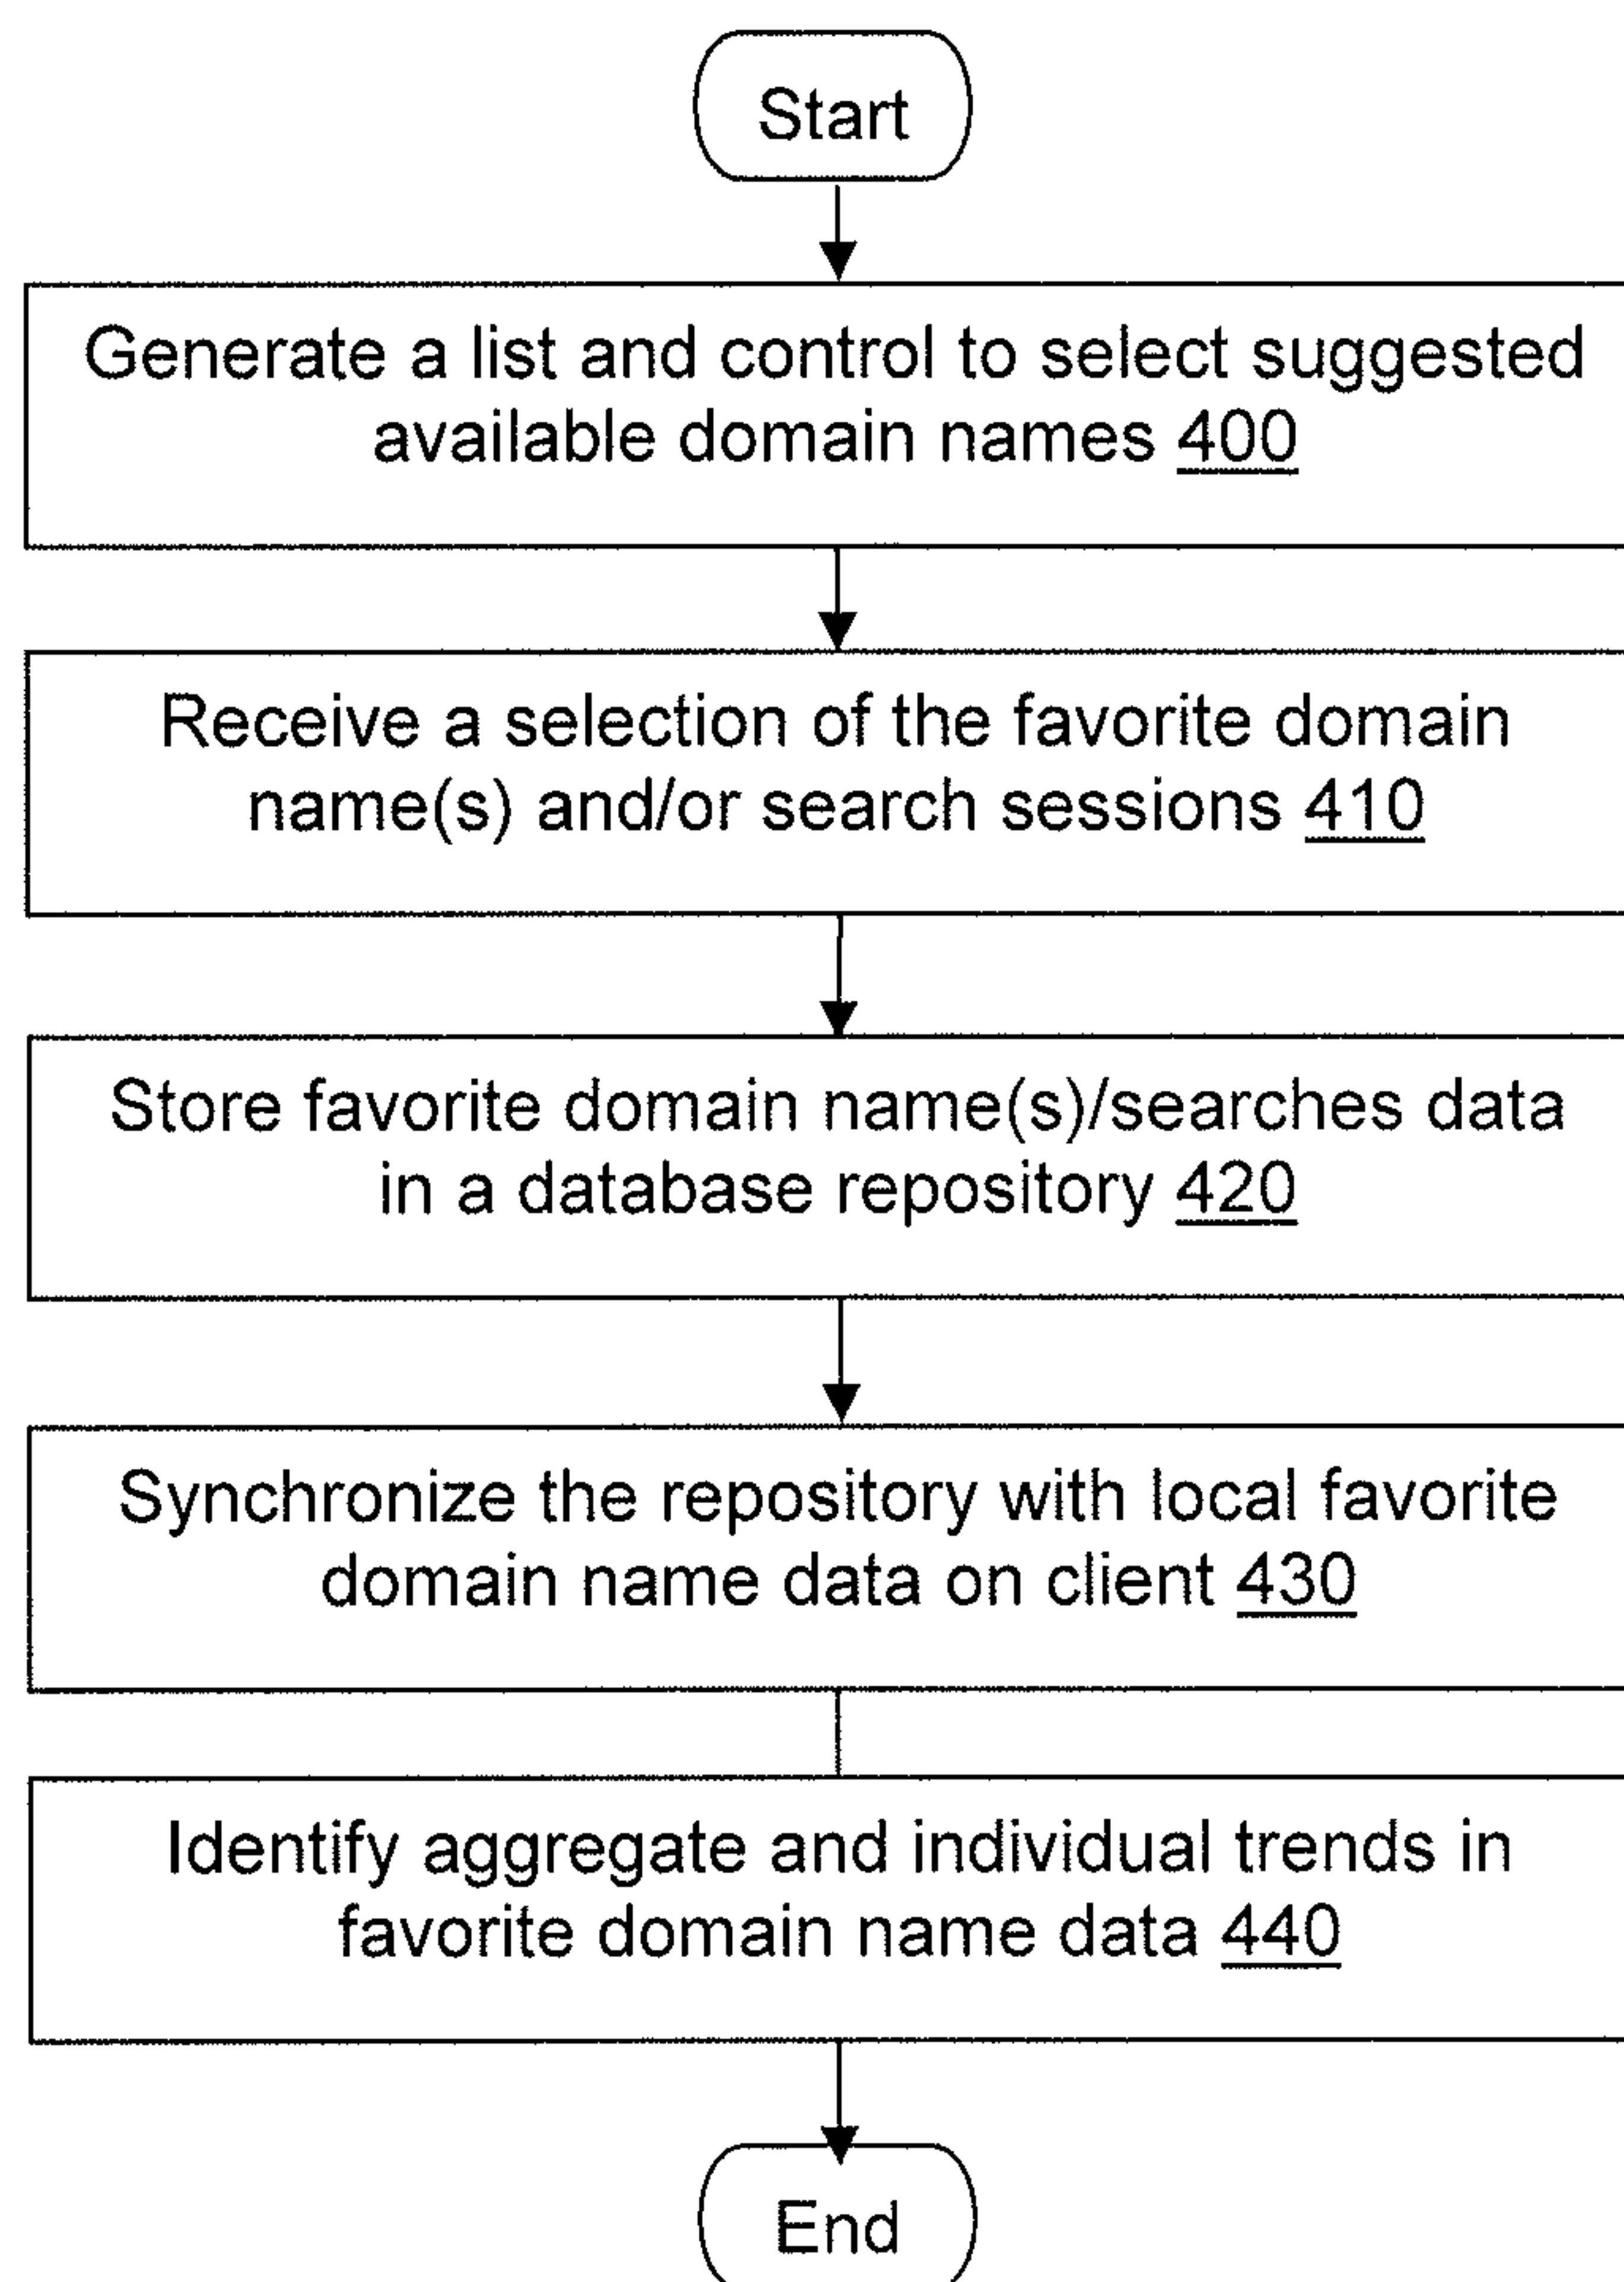 Start
Generate a list and control to select suggested
available domain names 400
Receive a selection of the favorite domain
name(s) and/or search sessions 410
Store favorite domain name(s)/searches data
in a database repository 420
Synchronize the repository with local favorite
domain name data on client 430
Identify aggregate and individual trends in
favorite domain name data 440
End